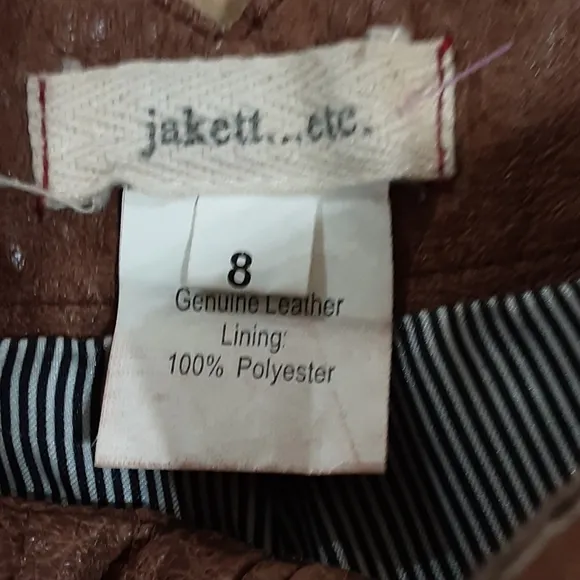 jakett...etc.
8
Genuine Leather
Lining:
100% Polyester